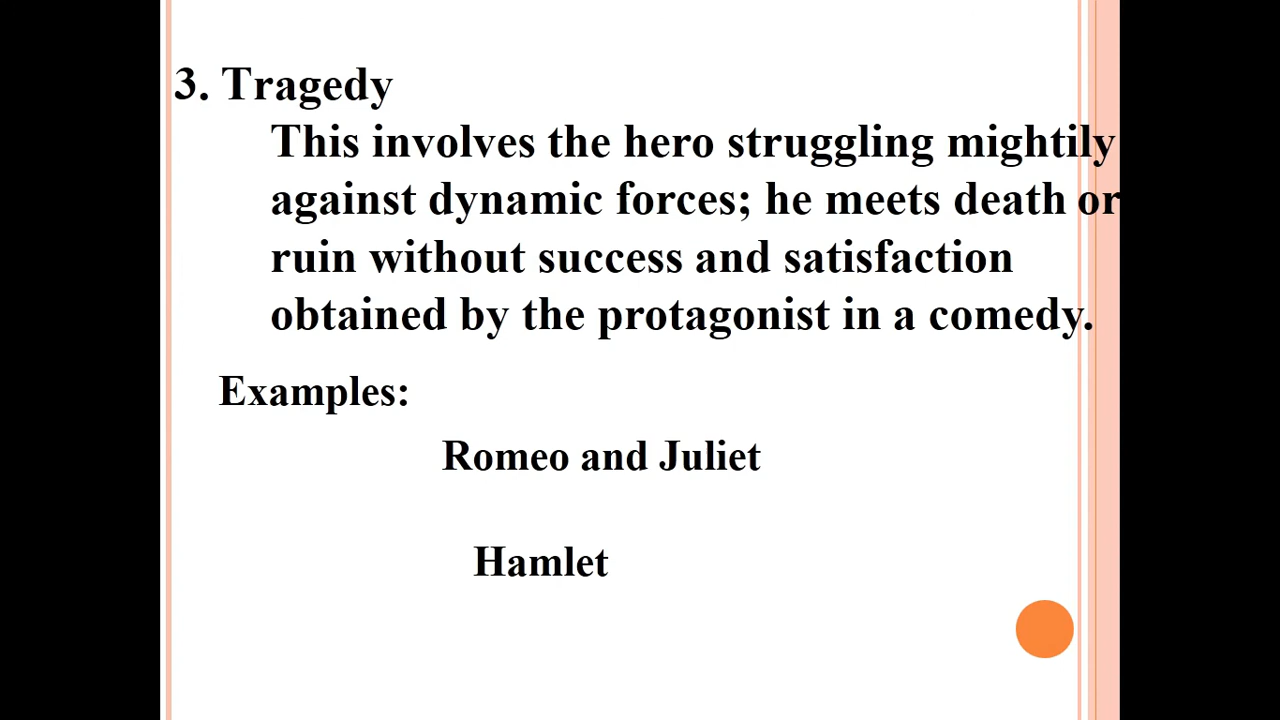 3. Tragedy
This involves the hero struggling mightily
against dynamic forces; he meets death or
ruin without success and satisfaction
obtained by the protagonist in a comedy.
Examples:
Romeo and Juliet
Hamlet